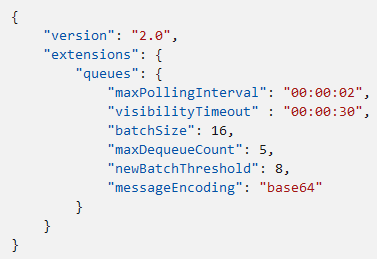 {
    "version": "2.0",
    "extensions": {
        "queues": {
            "maxPollingInterval": "00:00:02",
            "visibilityTimeout" : "00:00:30",
            "batchSize": 16,
            "maxDequeueCount": 5,
            "newBatchThreshold": 8,
            "messageEncoding": "base64"
        }
    }
}